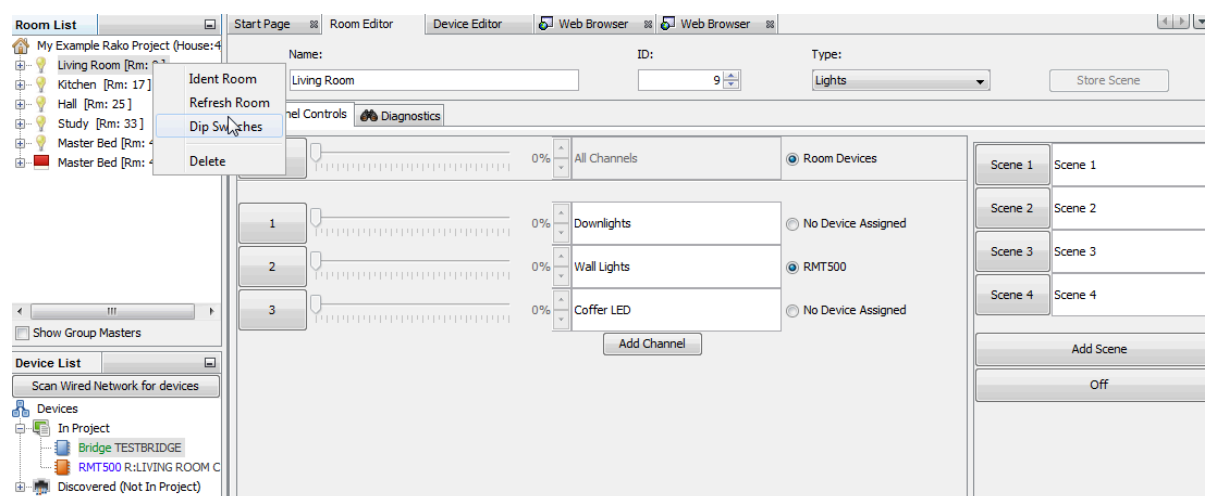 Room List
My Example Rako Project (House:4
Living Room [Rm:
Kitchen [Rm: 17]
Hall [Rm: 25]
Study [Rm: 33]
Master Bed [Rm: 4
Master Bed [Rm: 4
Ident Room
Refresh Room
Dip Switches
Delete
Show Group Masters
Device List
Scan Wired Network for devices
Devices
In Project
Bridge TESTBRIDGE
RMT500 R:LIVING ROOM C
Discovered (Not In Project)
Start Page Room Editor Device Editor Web Browser Web Browser
Name: ID: Type:
Living Room 9 Lights Store Scene
nel Controls Diagnostics
0% All Channels Room Devices
1 0% Downlights No Device Assigned
2 0% Wall Lights RMT500
3 0% Coffer LED No Device Assigned
Add Channel
Scene 1 Scene 1
Scene 2 Scene 2
Scene 3 Scene 3
Scene 4 Scene 4
Add Scene
Off